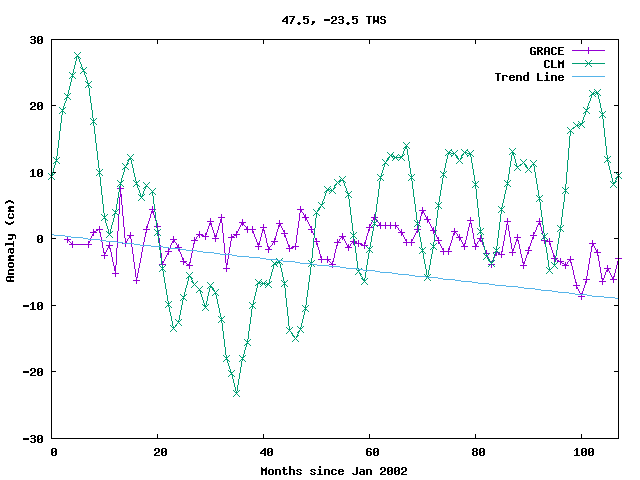 47.5, -23.5 TWS
GRACE
CLM
Trend Line
30
20
10
0
-10
-20
-30
Anomaly (cm)
0 20 40 60 80 100
Months since Jan 2002